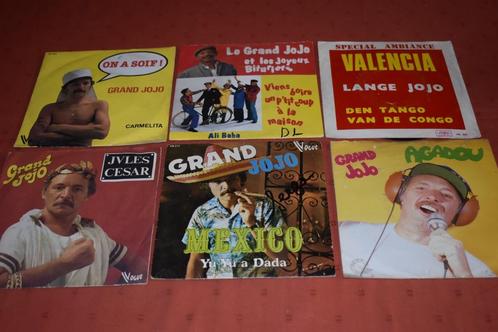 ON A SOIF!
GRAND JOJO
CARMELITA
Le Grand JoJo
et les Joyeux
Bituriers
Viens boire
un p'tit coup
à la
maison
Ali Baba
D L
SPECIAL AMBIANCE
VALENCIA
LANGE JOJO
DEN TANGO
VAN DE CONGO
Grand
JoJo
JVLES
CESAR
Vogue
Vogue
GRAND
JOJO
MEXICO
Yu Yu a Dada
GRAND
JoJo
AGADOU